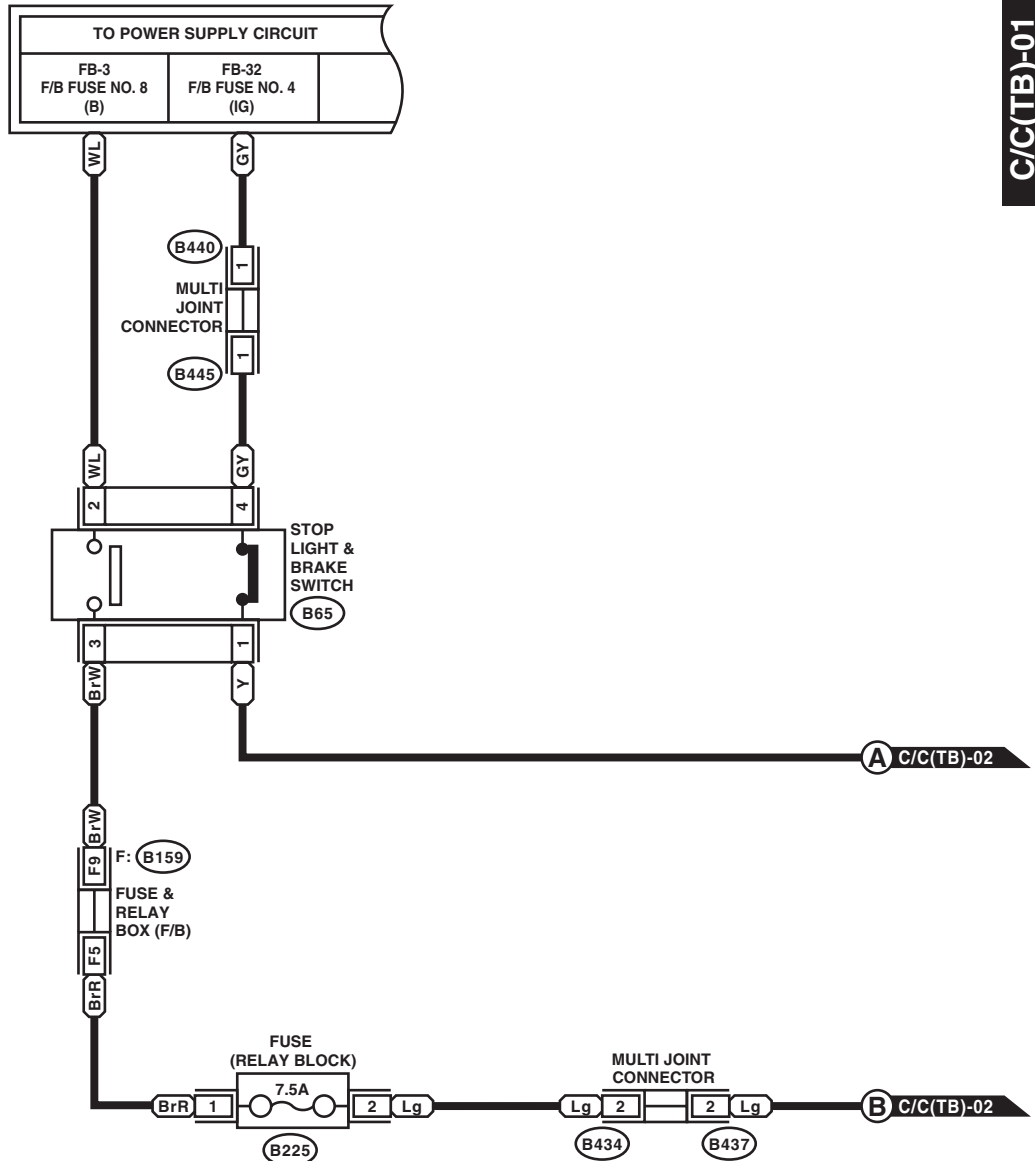 TO POWER SUPPLY CIRCUIT
FB-3
F/B FUSE NO. 8
(B)
FB-32
F/B FUSE NO. 4
(IG)
C/C(TB)-01
WL
GY
B440
1
MULTI
JOINT
CONNECTOR
1
B445
WL
GY
2
4
STOP
LIGHT &
BRAKE
SWITCH
B65
3
1
BrW
Y
A C/C(TB)-02
BrW
F9
F: B159
FUSE &
RELAY
BOX (F/B)
F5
BrR
FUSE
(RELAY BLOCK)
7.5A
BrR 1
2 Lg
B225
MULTI JOINT
CONNECTOR
Lg 2
2 Lg
B434
B437
B C/C(TB)-02